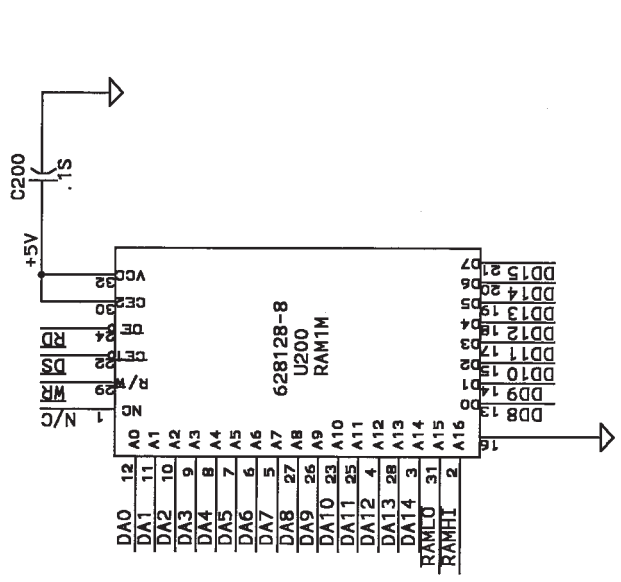 C200
.1S
+5V
32 VCC
30 CE2
RD 24 OE
DS 22 CE1
WR 29 R/W
N/C 1 NC
628128-8
U200
RAM1M
D7 21 DD15
D6 20 DD14
D5 19 DD13
D4 18 DD12
D3 17 DD11
D2 15 DD10
D1 14 DD9
D0 13 DD8
16
DA0 12 A0
DA1 11 A1
DA2 10 A2
DA3 9 A3
DA4 8 A4
DA5 7 A5
DA6 6 A6
DA7 5 A7
DA8 27 A8
DA9 26 A9
DA10 23 A10
DA11 25 A11
DA12 4 A12
DA13 28 A13
DA14 3 A14
RAMLO 31 A15
RAMHI 2 A16